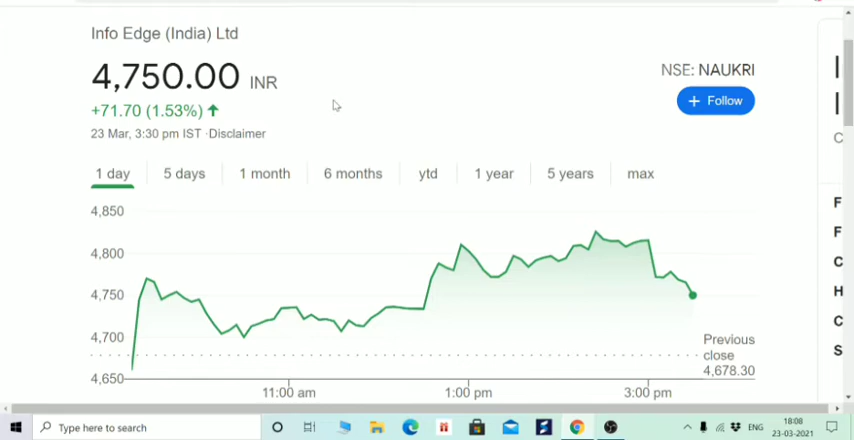 Info Edge (India) Ltd
4,750.00 INR
NSE: NAUKRI
+71.70 (1.53%) ↑
+ Follow
23 Mar, 3:30 pm IST ·Disclaimer
1 day 5 days 1 month 6 months ytd 1 year 5 years max
4,850
4,800
4,750
4,700
4,650
Previous
close
4,678.30
11:00 am 1:00 pm 3:00 pm
F
F
C
H
C
S
Type here to search
ENG
18:08
23-03-2021